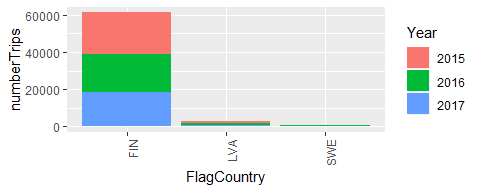 numberTrips
60000
40000
20000
0
FIN
LVA
SWE
FlagCountry
Year
2015
2016
2017